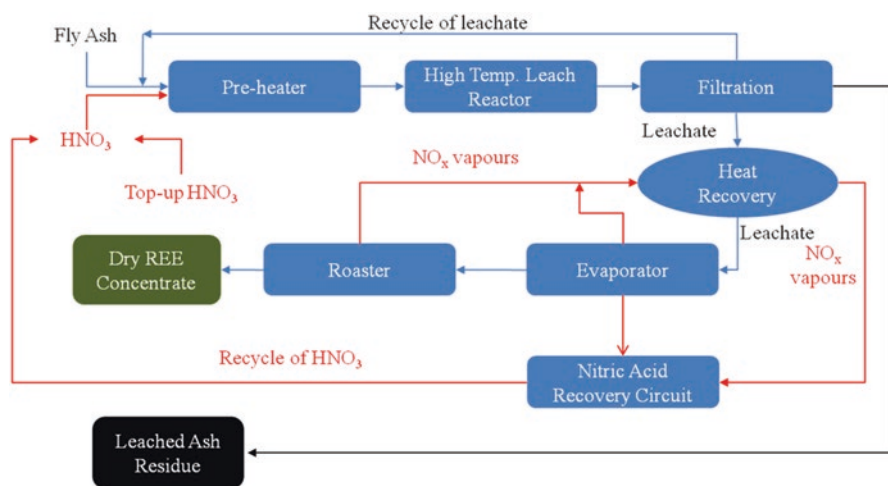 Recycle of leachate
Fly Ash
Pre-heater
High Temp. Leach
Reactor
Filtration
HNO₃
Top-up HNO₃
Leachate
NOₓ vapours
Heat
Recovery
Leachate
NOₓ
vapours
Dry REE
Concentrate
Roaster
Evaporator
Recycle of HNO₃
Nitric Acid
Recovery Circuit
Leached Ash
Residue